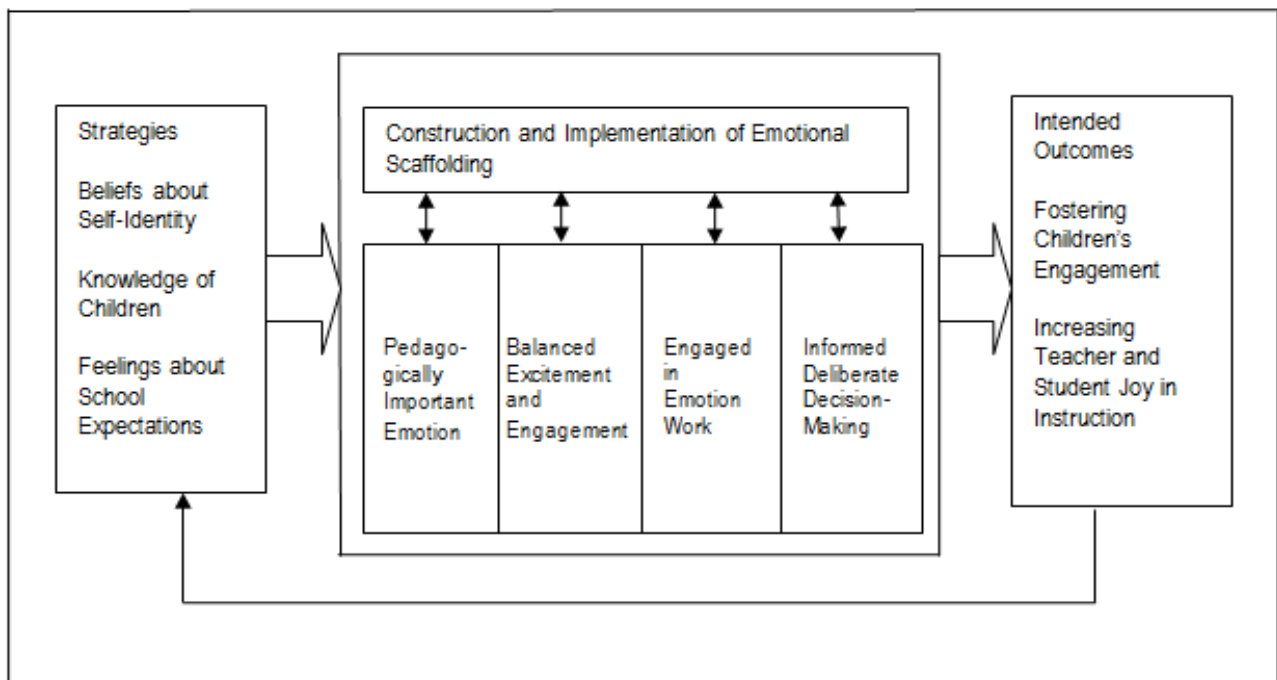 Strategies
Beliefs about
Self-Identity
Knowledge of
Children
Feelings about
School
Expectations
Construction and Implementation of Emotional
Scaffolding
Pedago-
gically
Important
Emotion
Balanced
Excitement
and
Engagement
Engaged
in
Emotion
Work
Informed
Deliberate
Decision-
Making
Intended
Outcomes
Fostering
Children's
Engagement
Increasing
Teacher and
Student Joy in
Instruction